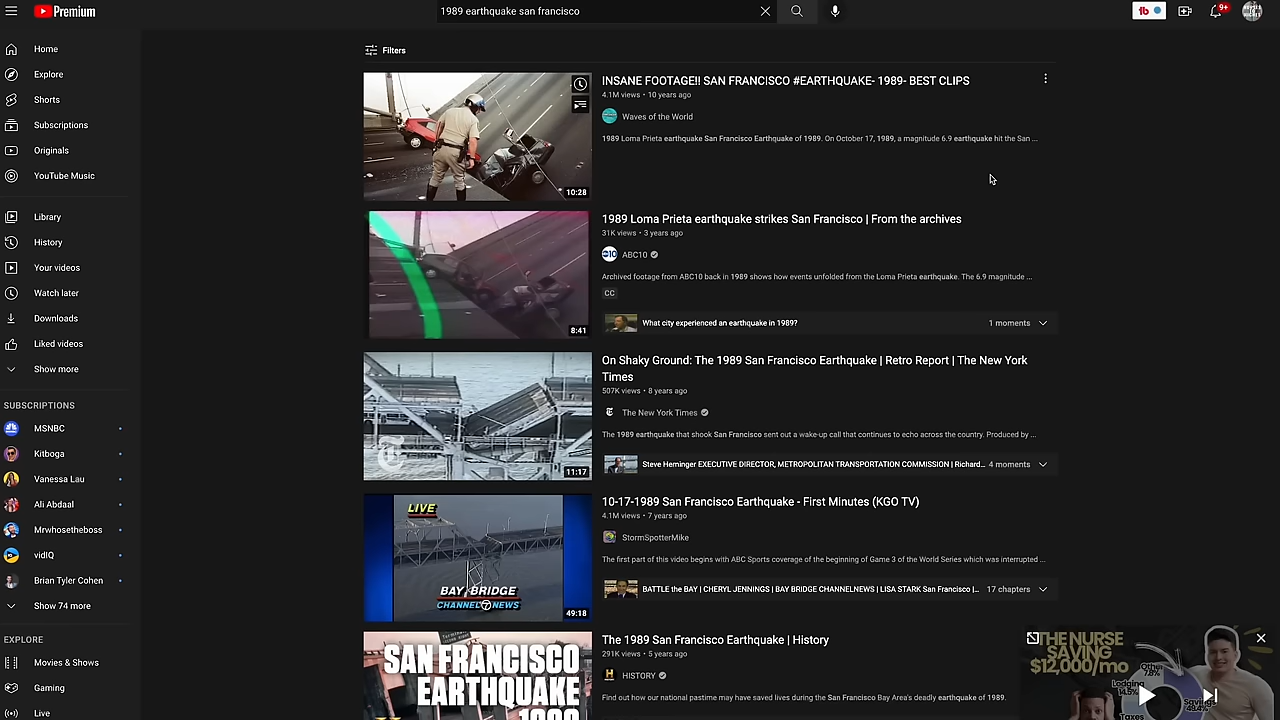 Premium
1989 earthquake san francisco
9+
Home
Explore
Shorts
Subscriptions
Originals
YouTube Music
Library
History
Your videos
Watch later
Downloads
Liked videos
Show more
SUBSCRIPTIONS
MSNBC
Kitboga
Vanessa Lau
Ali Abdaal
Mrwhosetheboss
vidIQ
Brian Tyler Cohen
Show 74 more
EXPLORE
Movies & Shows
Gaming
Live
Filters
10:28
INSANE FOOTAGE!! SAN FRANCISCO #EARTHQUAKE- 1989- BEST CLIPS
4.1M views • 10 years ago
Waves of the World
1989 Loma Prieta earthquake San Francisco Earthquake of 1989. On October 17, 1989, a magnitude 6.9 earthquake hit the San ...
8:41
1989 Loma Prieta earthquake strikes San Francisco | From the archives
31K views • 3 years ago
ABC10
Archived footage from ABC10 back in 1989 shows how events unfolded from the Loma Prieta earthquake. The 6.9 magnitude ...
CC
What city experienced an earthquake in 1989?
1 moments
11:17
On Shaky Ground: The 1989 San Francisco Earthquake | Retro Report | The New York
Times
507K views • 8 years ago
The New York Times
The 1989 earthquake that shook San Francisco sent out a wake-up call that continues to echo across the country. Produced by ...
Steve Heminger EXECUTIVE DIRECTOR, METROPOLITAN TRANSPORTATION COMMISSION | Richard...
4 moments
LIVE
BAY BRIDGE
CHANNEL 7 NEWS
49:18
10-17-1989 San Francisco Earthquake - First Minutes (KGO TV)
4.1M views • 7 years ago
StormSpotterMike
The first part of this video begins with ABC Sports coverage of the beginning of Game 3 of the World Series which was interrupted ...
BATTLE the BAY | CHERYL JENNINGS | BAY BRIDGE CHANNELNEWS | LISA STARK San Francisco |...
17 chapters
SAN FRANCISCO
EARTHQUAKE
1989
The 1989 San Francisco Earthquake | History
291K views • 5 years ago
HISTORY
Find out how our national pastime may have saved lives during the San Francisco Bay Area's deadly earthquake of 1989.
THE NURSE
SAVING
$12,000/mo
Other
7.8%
Lodging
14.5%
Taxes
Savings
48.4%